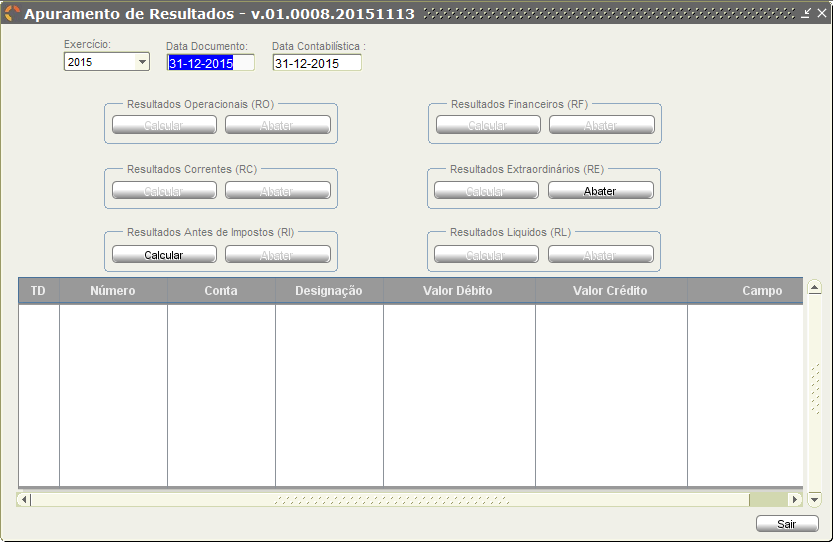 Apuramento de Resultados - v.01.0008.20151113
Exercício: Data Documento: Data Contabilística :
2015 31-12-2015 31-12-2015
Resultados Operacionais (RO) Resultados Financeiros (RF)
Calcular Abater Calcular Abater
Resultados Correntes (RC) Resultados Extraordinários (RE)
Calcular Abater Calcular Abater
Resultados Antes de Impostos (RI) Resultados Liquidos (RL)
Calcular Abater Calcular Abater
TD Número Conta Designação Valor Débito Valor Crédito Campo
Sair